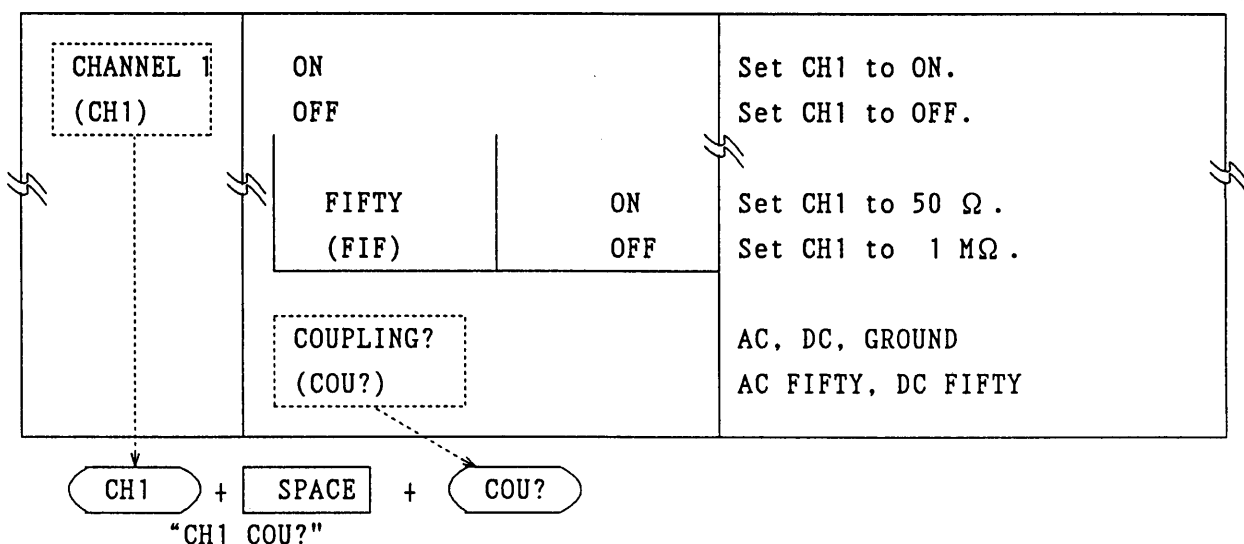 CHANNEL 1 ON Set CH1 to ON.
(CH1) OFF Set CH1 to OFF.
FIFTY ON Set CH1 to 50 Ω.
(FIF) OFF Set CH1 to 1 MΩ.
COUPLING? AC, DC, GROUND
(COU?) AC FIFTY, DC FIFTY
CH1 + SPACE + COU?
“CH1 COU?"